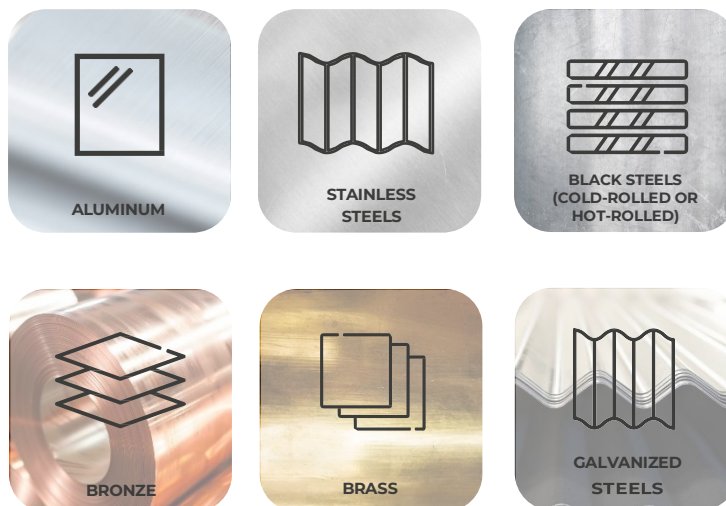 ALUMINUM
STAINLESS
STEELS
BLACK STEELS
(COLD-ROLLED OR
HOT-ROLLED)
BRONZE
BRASS
GALVANIZED
STEELS